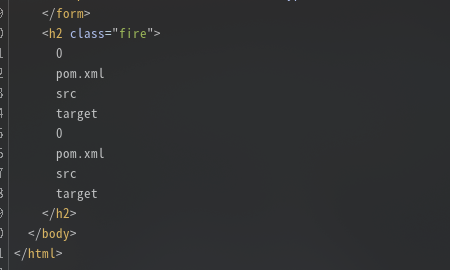 </form>
<h2 class="fire">
0
pom.xml
src
target
0
pom.xml
src
target
</h2>
</body>
</html>